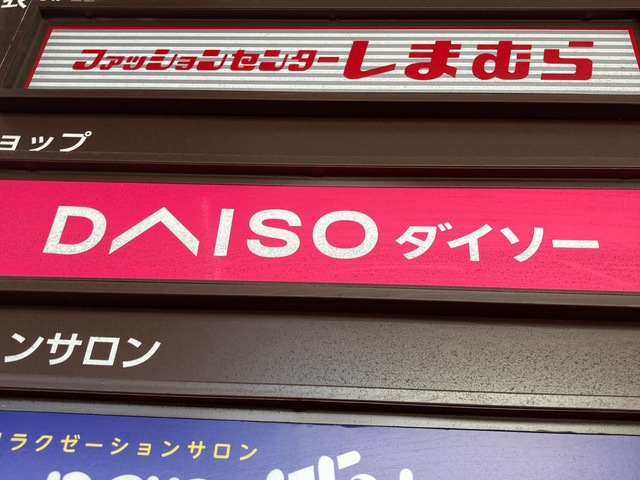 ファッションセンターしまむら
ョップ
DAISO ダイソー
ンサロン
ラクゼーションサロン